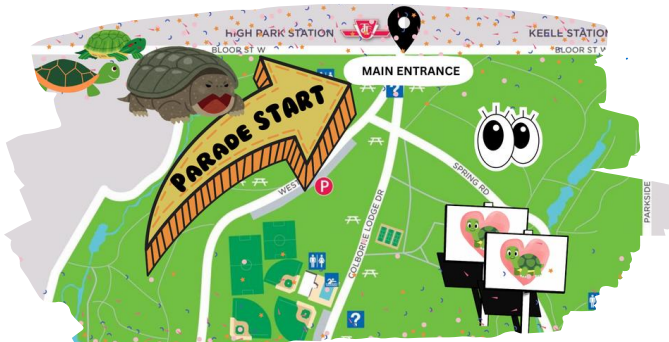 HIGH PARK STATION
KEELE STATION
BLOOR ST W
BLOOR ST W
MAIN ENTRANCE
?
PARADE START
P
WEST
SPRING RD
COLBORNE LODGE DR
PARKSIDE
?